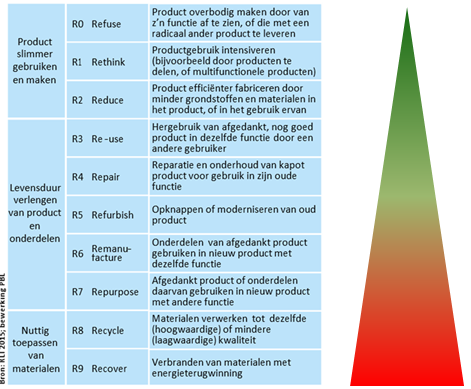 Product slimmer gebruiken en maken
R0 Refuse
Product overbodig maken door van
z'n functie af te zien, of die met een
radicaal ander product te leveren
R1 Rethink
Productgebruik intensiveren
(bijvoorbeeld door producten te
delen, of multifunctionele producten)
R2 Reduce
Product efficiënter fabriceren door
minder grondstoffen en materialen in
het product, of in het gebruik ervan
Levensduur
verlengen
van product
en
onderdelen
R3 Re-use
Hergebruik van afgedankt, nog goed
product in dezelfde functie door een
andere gebruiker
R4 Repair
Reparatie en onderhoud van kapot
product voor gebruik in zijn oude
functie
R5 Refurbish
Opknappen of moderniseren van oud
product
R6 Remanu-
facture
Onderdelen van afgedankt product
gebruiken in nieuw product met
dezelfde functie
R7 Repurpose
Afgedankt product of onderdelen
daarvan gebruiken in nieuw product
met andere functie
Nuttig
toepassen
van
materialen
R8 Recycle
Materialen verwerken tot dezelfde
(hoogwaardige) of mindere
(laagwaardige) kwaliteit
R9 Recover
Verbranden van materialen met
energieterugwinning
Bron: KLI 2015; bewerking PBL